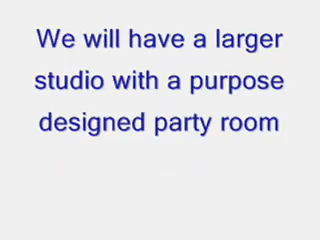 We will have a larger
studio with a purpose
designed party room